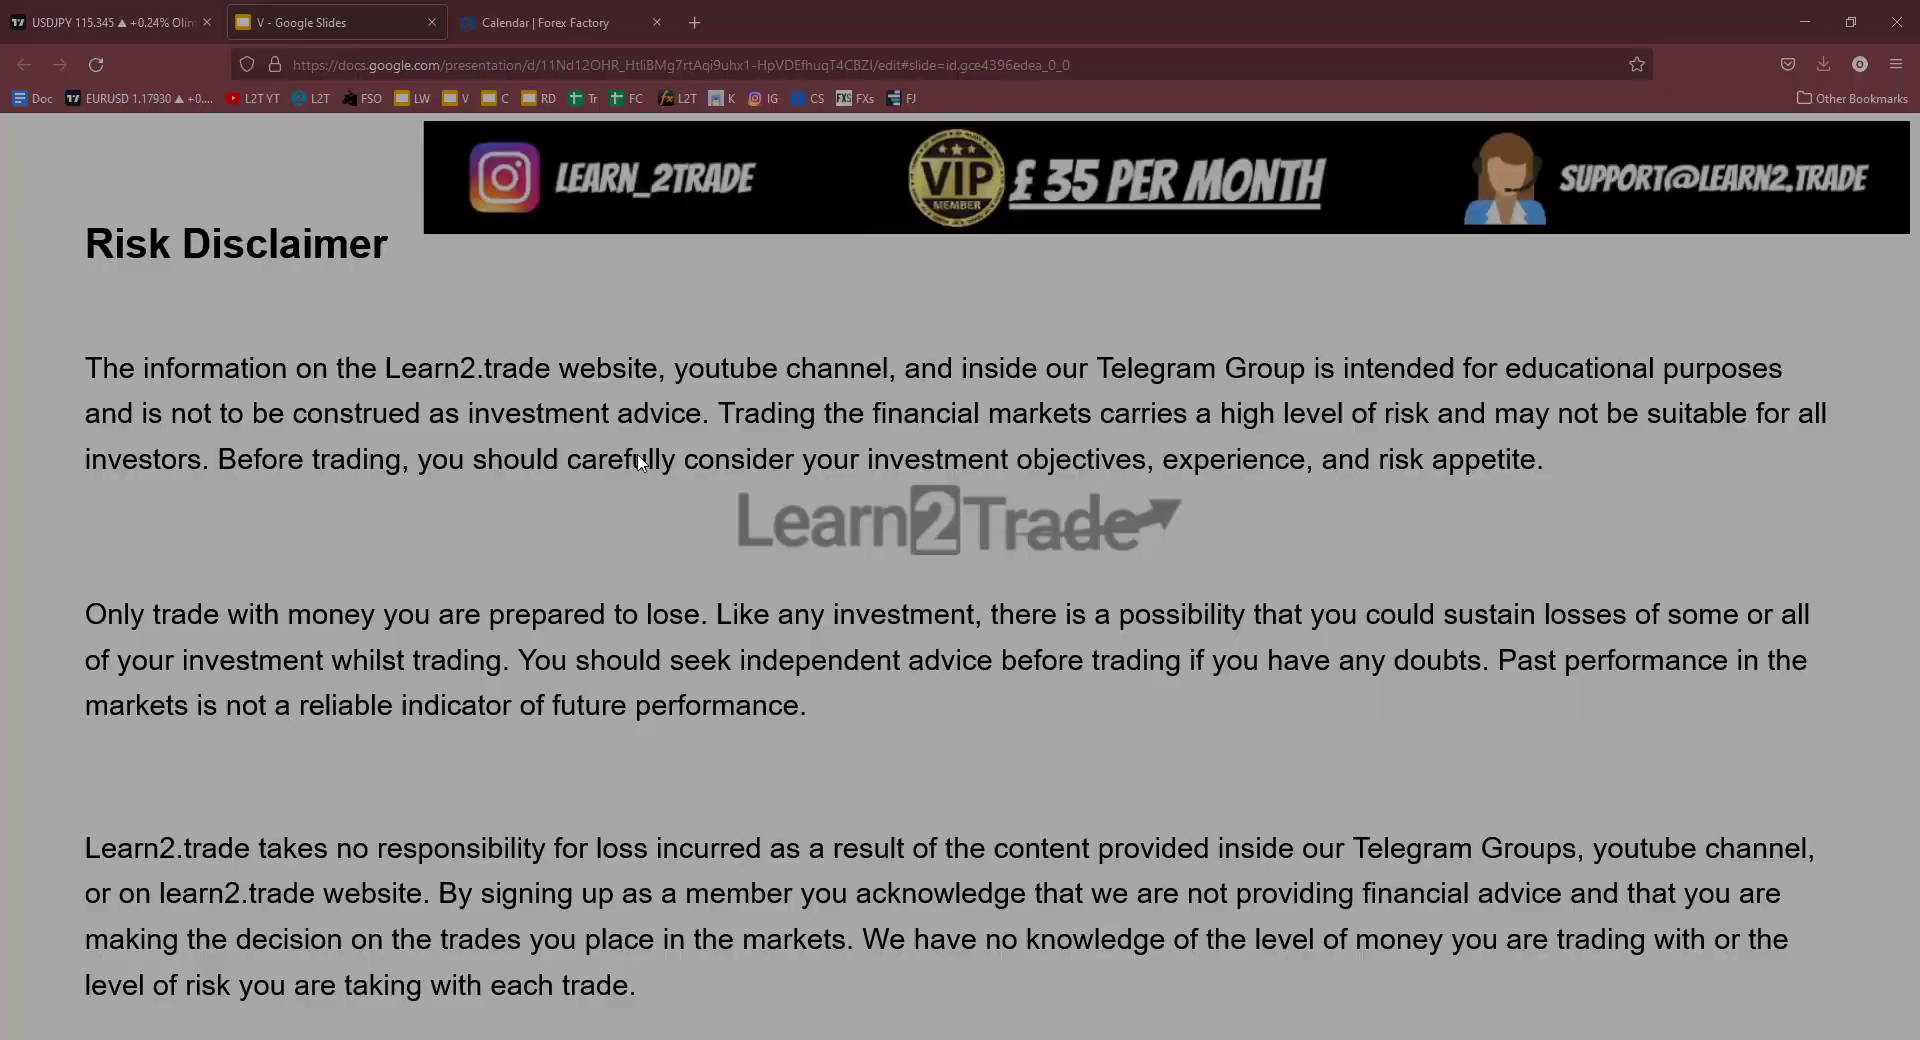 USDJPY 115.345 ▲ +0.24% Olin
V - Google Slides
Calendar | Forex Factory
https://docs.google.com/presentation/d/11Nd12OHR_HtliBMg7rtAqi9uhx1-HpVDEfhuqT4CBZI/edit#slide=id.gce4396edea_0_0
Doc EURUSD 1.17930 ▲ +0.... L2T YT L2T FSO LW V C RD Tr FC L2T K IG CS FXs FJ Other Bookmarks
LEARN_2TRADE
VIP
MEMBER
£ 35 PER MONTH
SUPPORT@LEARN2.TRADE
Risk Disclaimer
The information on the Learn2.trade website, youtube channel, and inside our Telegram Group is intended for educational purposes
and is not to be construed as investment advice. Trading the financial markets carries a high level of risk and may not be suitable for all
investors. Before trading, you should carefully consider your investment objectives, experience, and risk appetite.
Learn2Trade
Only trade with money you are prepared to lose. Like any investment, there is a possibility that you could sustain losses of some or all
of your investment whilst trading. You should seek independent advice before trading if you have any doubts. Past performance in the
markets is not a reliable indicator of future performance.
Learn2.trade takes no responsibility for loss incurred as a result of the content provided inside our Telegram Groups, youtube channel,
or on learn2.trade website. By signing up as a member you acknowledge that we are not providing financial advice and that you are
making the decision on the trades you place in the markets. We have no knowledge of the level of money you are trading with or the
level of risk you are taking with each trade.